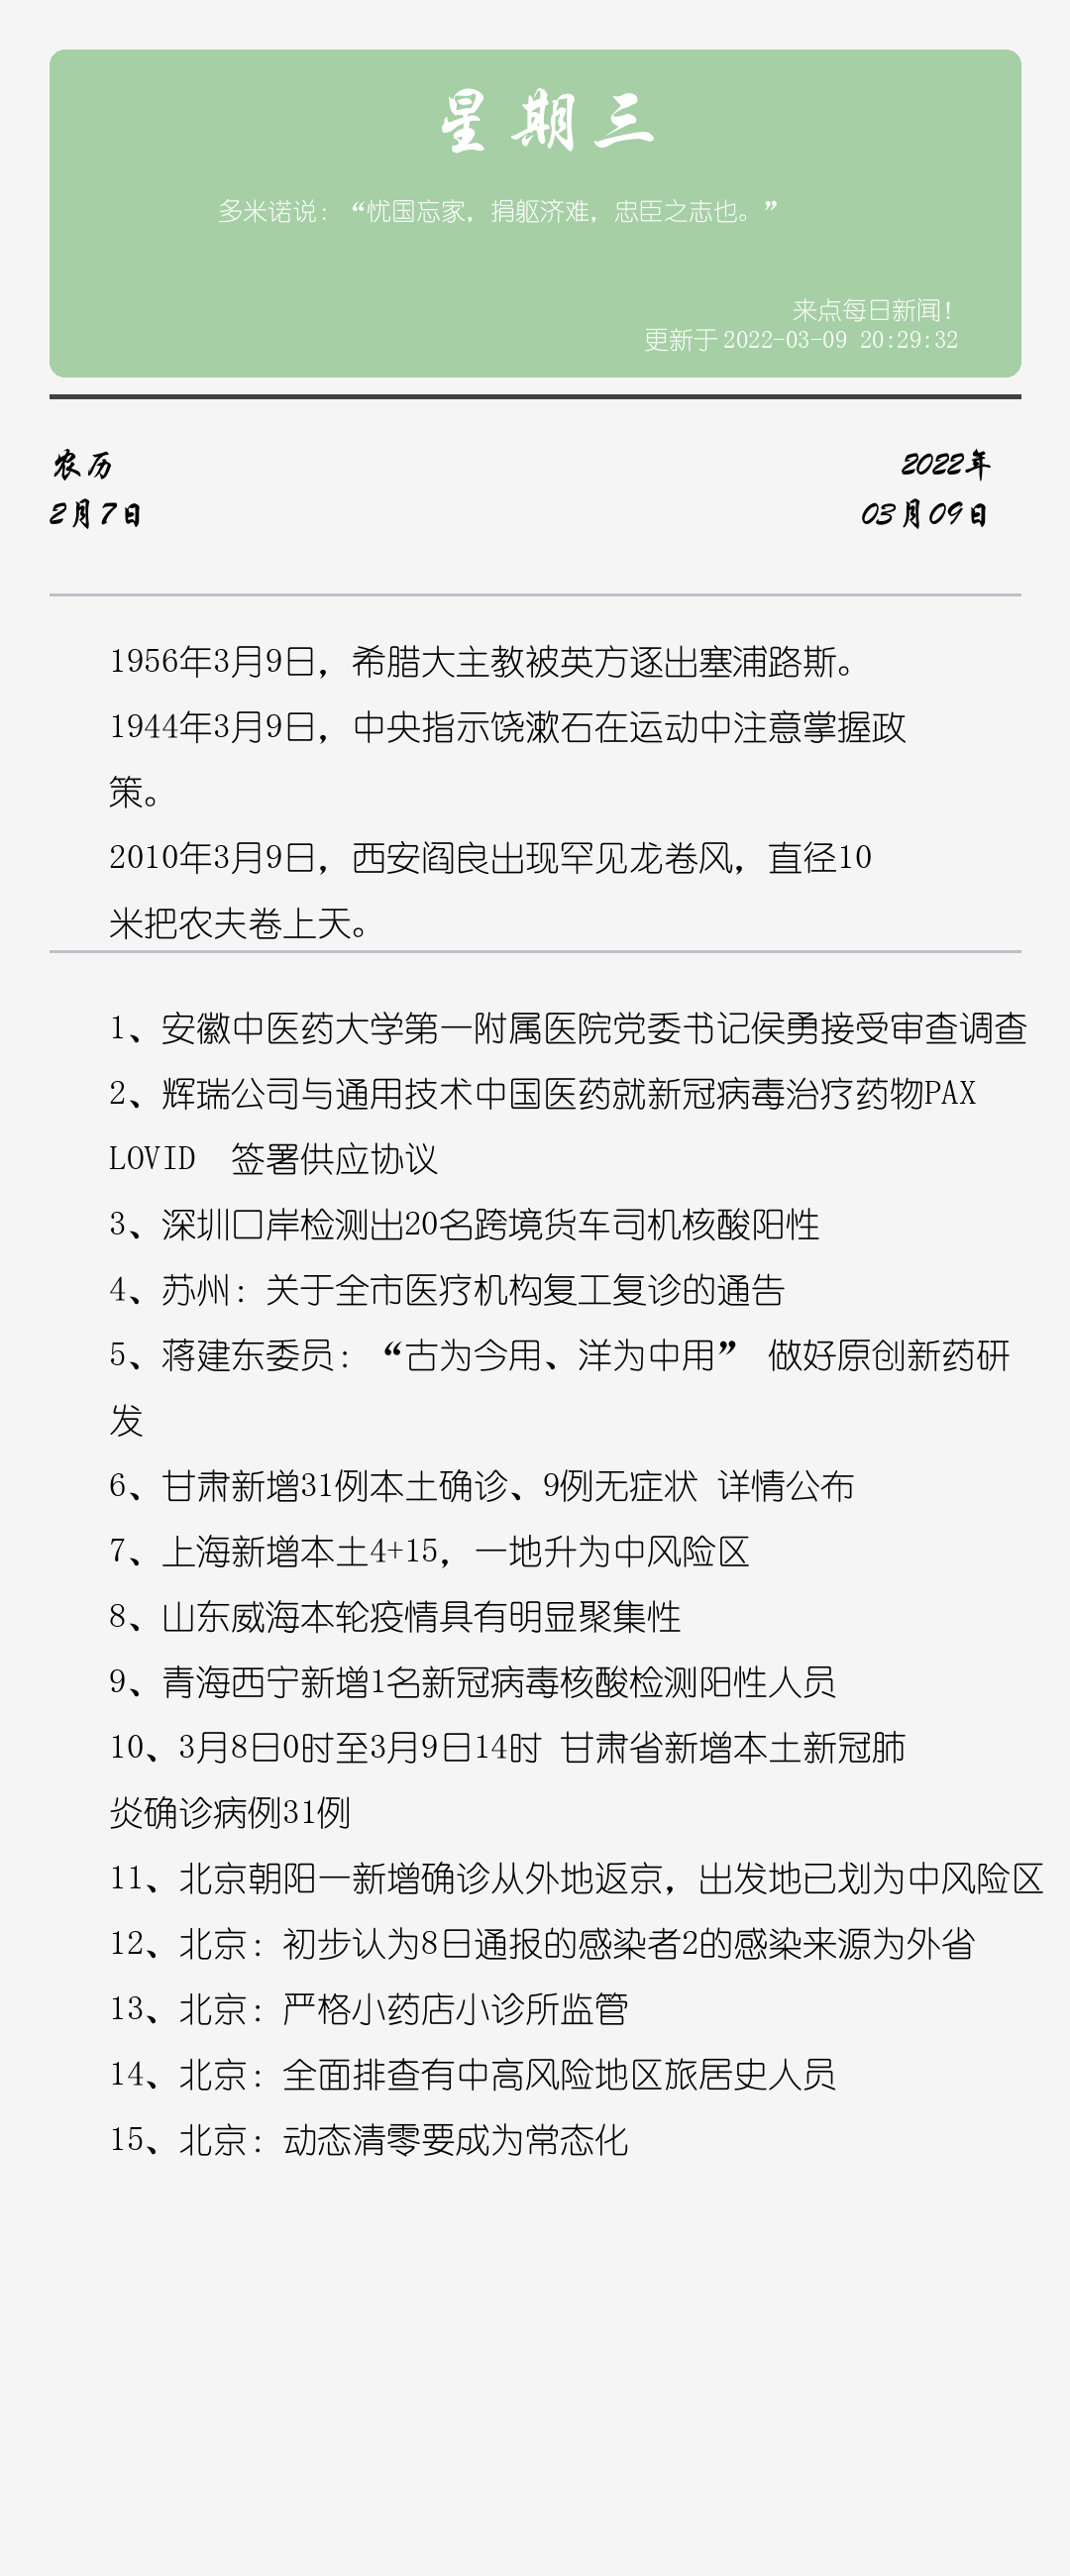 星期三
多米诺说：“忧国忘家，捐躯济难，忠臣之志也。”
来点每日新闻！
更新于2022-03-09 20:29:32
农历
2022年
2月7日
03月09日
1956年3月9日，希腊大主教被英方逐出塞浦路斯。
1944年3月9日，中央指示饶漱石在运动中注意掌握政
策。
2010年3月9日，西安阎良出现罕见龙卷风，直径10
米把农夫卷上天。
1、安徽中医药大学第一附属医院党委书记侯勇接受审查调查
2、辉瑞公司与通用技术中国医药就新冠病毒治疗药物PAX
LOVID  签署供应协议
3、深圳口岸检测出20名跨境货车司机核酸阳性
4、苏州：关于全市医疗机构复工复诊的通告
5、蒋建东委员：“古为今用、洋为中用” 做好原创新药研
发
6、甘肃新增31例本土确诊、9例无症状 详情公布
7、上海新增本土4+15，一地升为中风险区
8、山东威海本轮疫情具有明显聚集性
9、青海西宁新增1名新冠病毒核酸检测阳性人员
10、3月8日0时至3月9日14时 甘肃省新增本土新冠肺
炎确诊病例31例
11、北京朝阳一新增确诊从外地返京，出发地已划为中风险区
12、北京：初步认为8日通报的感染者2的感染来源为外省
13、北京：严格小药店小诊所监管
14、北京：全面排查有中高风险地区旅居史人员
15、北京：动态清零要成为常态化